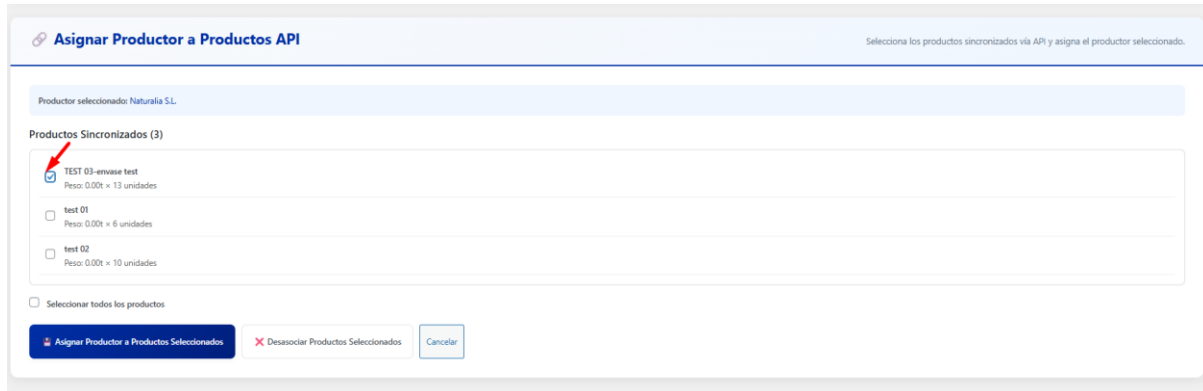 Asignar Productor a Productos API
Selecciona los productos sincronizados vía API y asigna el productor seleccionado.
Productor seleccionado: Naturalia S.L.
Productos Sincronizados (3)
TEST 03-envase test
Peso: 0.00t × 13 unidades
test 01
Peso: 0.00t × 6 unidades
test 02
Peso: 0.00t × 10 unidades
Seleccionar todos los productos
Asignar Productor a Productos Seleccionados
Desasociar Productos Seleccionados
Cancelar